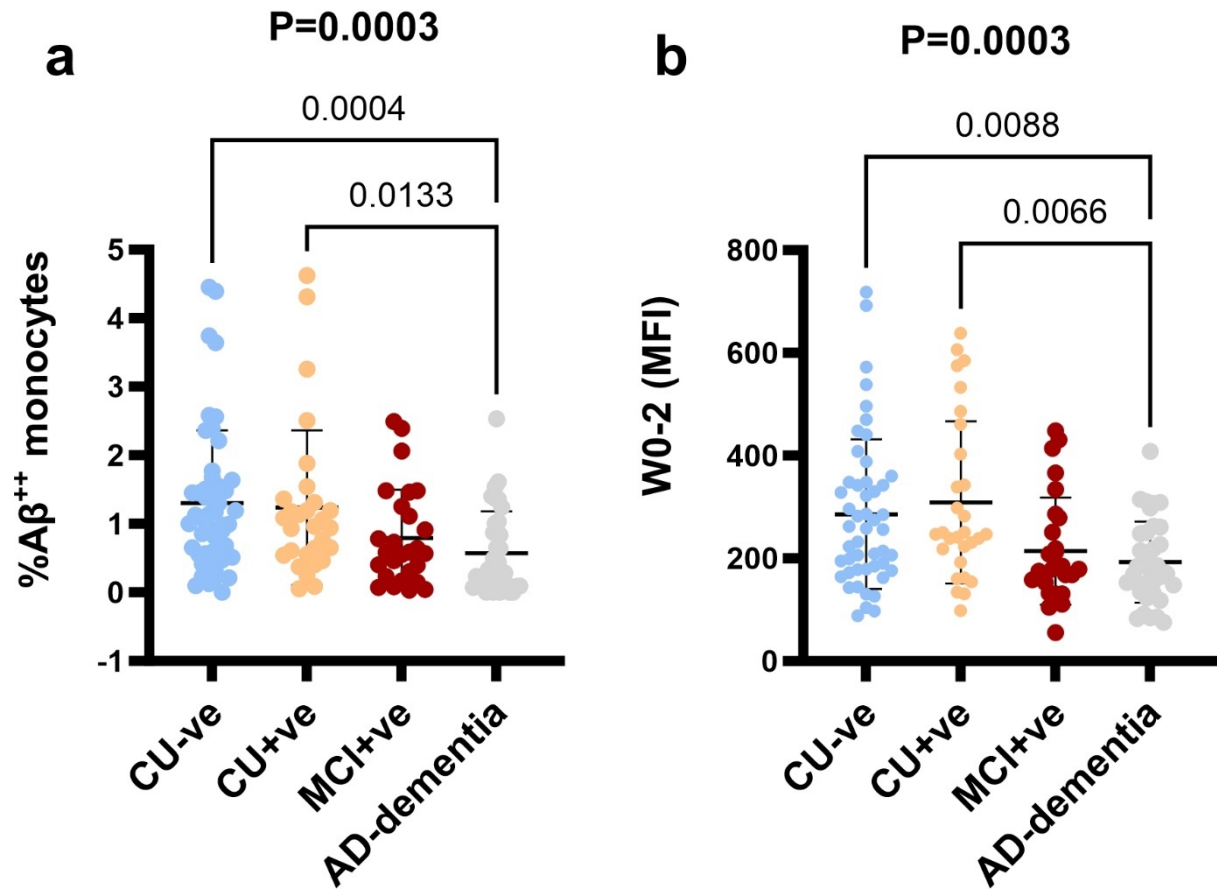 a
P=0.0003
0.0004
0.0133
%Aβ++ monocytes
5
4
3
2
1
0
-1
CU-ve
CU+ve
MCI+ve
AD-dementia
b
P=0.0003
0.0088
0.0066
W0-2 (MFI)
800
600
400
200
0
CU-ve
CU+ve
MCI+ve
AD-dementia